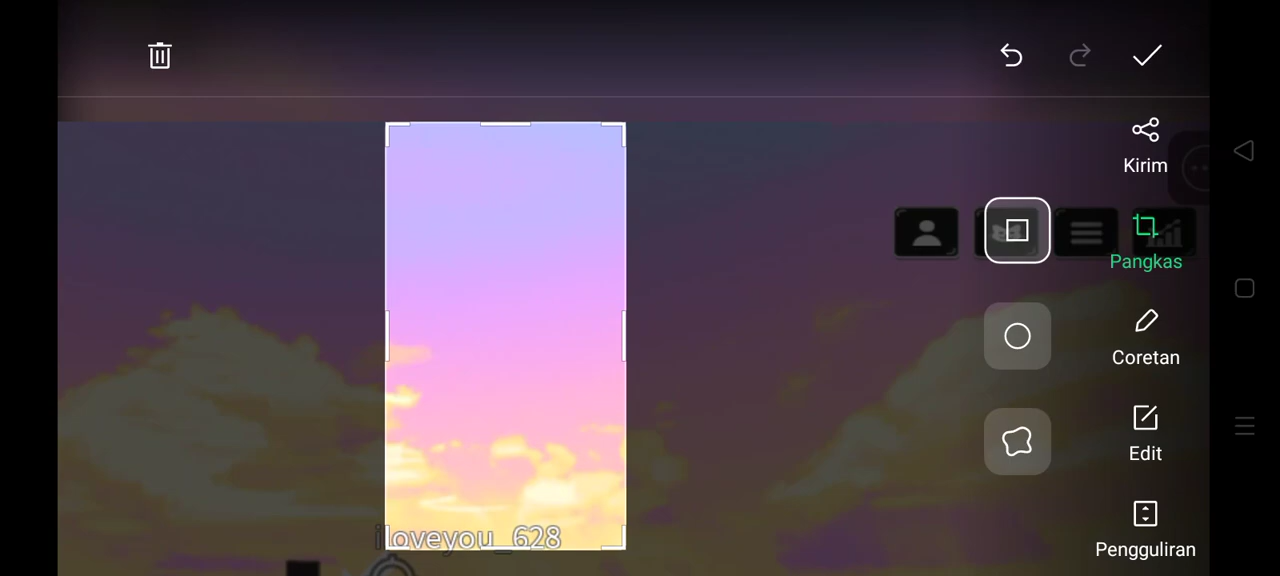 Kirim
Pangkas
Coretan
Edit
iloveyou_628
Pengguliran